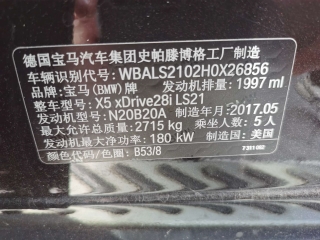 德国宝马汽车集团史帕滕博格工厂制造
车辆识别代号: WBALS2102H0X26856
品牌: 宝马(BMW)牌 发动机排量: 1997 ml
整车型号: X5 xDrive28i LS21
发动机型号: N20B20A 制造年月: 2017.05
最大允许总质量: 2715 kg 乘坐人数: 5 人
发动机最大净功率: 180 kW 制造国: 美国
颜色代码/色圈: B53/8